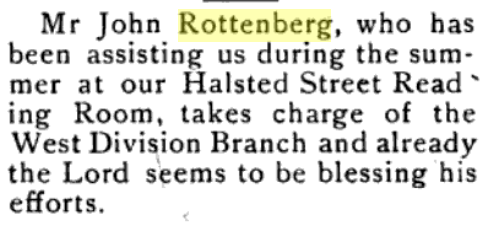 Mr John Rottenberg, who has
been assisting us during the sum-
mer at our Halsted Street Read`
ing Room, takes charge of the
West Division Branch and already
the Lord seems to be blessing his
efforts.